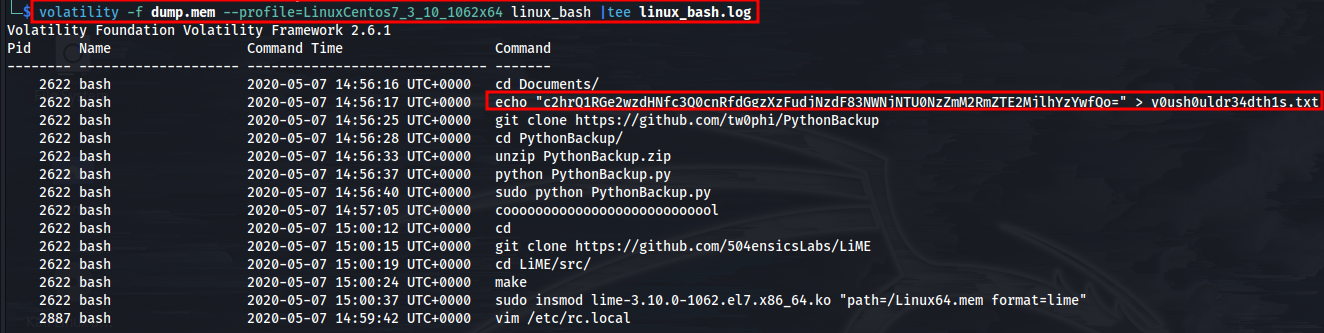 $ volatility -f dump.mem --profile=LinuxCentos7_3_10_1062x64 linux_bash |tee linux_bash.log
Volatility Foundation Volatility Framework 2.6.1
Pid Name Command Time Command
-------- -------------------- ------------------------------ -------
2622 bash 2020-05-07 14:56:16 UTC+0000 cd Documents/
2622 bash 2020-05-07 14:56:17 UTC+0000 echo "c2hrQ1RGe2wzdHNfc3Q0cnRfdGgzXzFudjNzdF83NWNjNTU0NzZmM2RmZTE2MjlhYzYwfQo=" > y0ush0uldr34dth1s.txt
2622 bash 2020-05-07 14:56:25 UTC+0000 git clone https://github.com/tw0phi/PythonBackup
2622 bash 2020-05-07 14:56:28 UTC+0000 cd PythonBackup/
2622 bash 2020-05-07 14:56:33 UTC+0000 unzip PythonBackup.zip
2622 bash 2020-05-07 14:56:37 UTC+0000 python PythonBackup.py
2622 bash 2020-05-07 14:56:40 UTC+0000 sudo python PythonBackup.py
2622 bash 2020-05-07 14:57:05 UTC+0000 cooooooooooooooooooooooooool
2622 bash 2020-05-07 15:00:12 UTC+0000 cd
2622 bash 2020-05-07 15:00:15 UTC+0000 git clone https://github.com/504ensicsLabs/LiME
2622 bash 2020-05-07 15:00:19 UTC+0000 cd LiME/src/
2622 bash 2020-05-07 15:00:24 UTC+0000 make
2622 bash 2020-05-07 15:00:37 UTC+0000 sudo insmod lime-3.10.0-1062.el7.x86_64.ko "path=/Linux64.mem format=lime"
2887 bash 2020-05-07 14:59:42 UTC+0000 vim /etc/rc.local